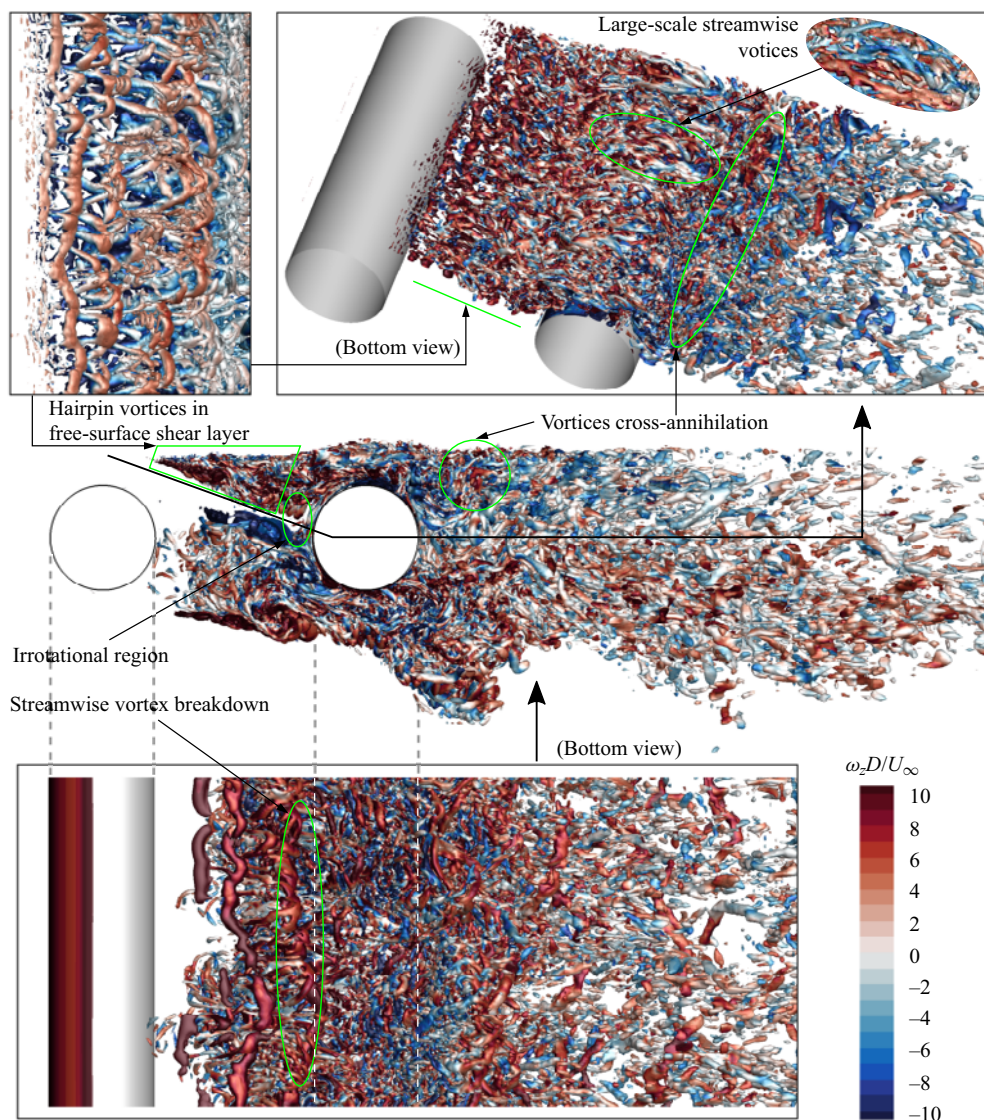 Large-scale streamwise
votices
(Bottom view)
Hairpin vortices in
free-surface shear layer
Vortices cross-annihilation
Irrotational region
Streamwise vortex breakdown
(Bottom view)
ω_zD/U_∞
10
8
6
4
2
0
–2
–4
–6
–8
–10